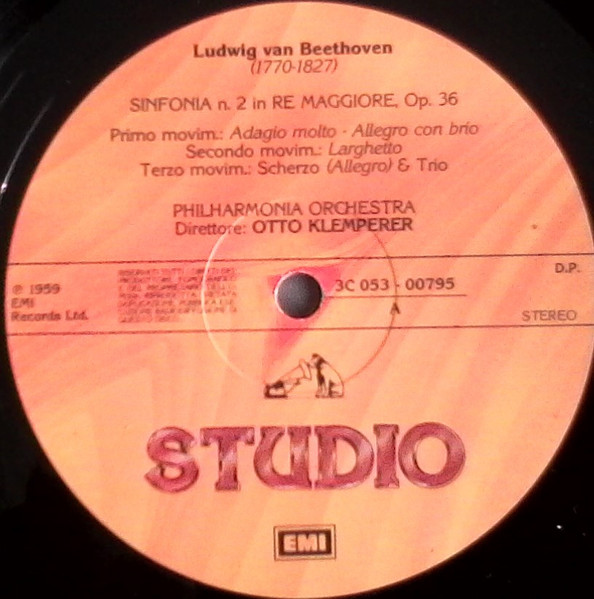 Ludwig van Beethoven
(1770-1827)
SINFONIA n. 2 in RE MAGGIORE, Op. 36
Primo movim.: Adagio molto - Allegro con brio
Secondo movim.: Larghetto
Terzo movim.: Scherzo (Allegro) & Trio
PHILHARMONIA ORCHESTRA
Direttore: OTTO KLEMPERER
℗ 1959
EMI
Records Ltd.
3C 053 - 00795
A
D.P.
STEREO
STUDIO
EMI